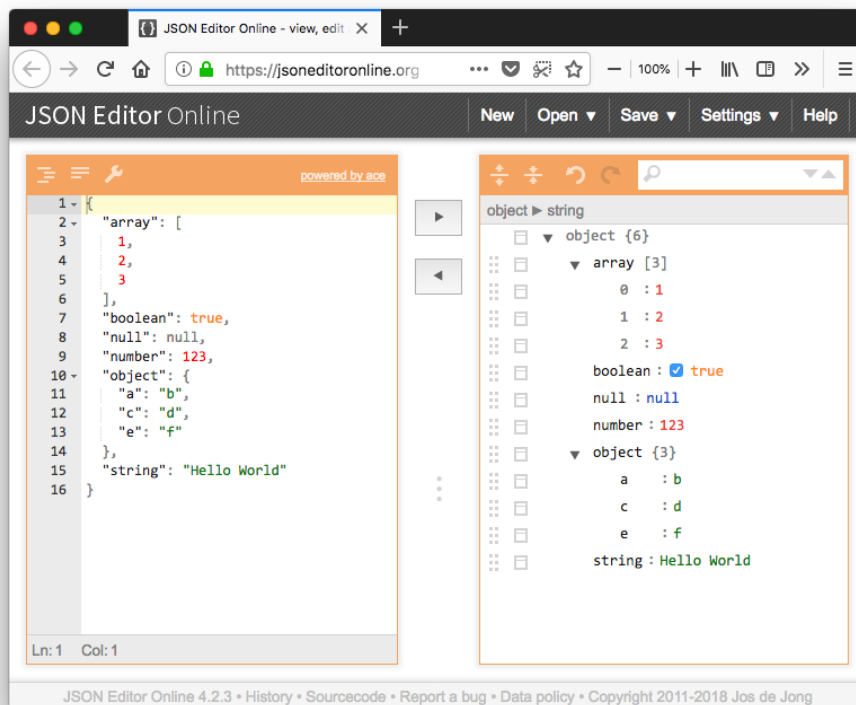 JSON Editor Online - view, edit
https://jsoneditoronline.org
100%
JSON Editor Online
New Open ▼ Save ▼ Settings ▼ Help
powered by ace
1 {
2 "array": [
3 1,
4 2,
5 3
6 ],
7 "boolean": true,
8 "null": null,
9 "number": 123,
10 "object": {
11 "a": "b",
12 "c": "d",
13 "e": "f"
14 },
15 "string": "Hello World"
16 }
Ln: 1 Col: 1
object ► string
object {6}
array [3]
0 : 1
1 : 2
2 : 3
boolean : true
null : null
number : 123
object {3}
a : b
c : d
e : f
string : Hello World
JSON Editor Online 4.2.3 • History • Sourcecode • Report a bug • Data policy • Copyright 2011-2018 Jos de Jong